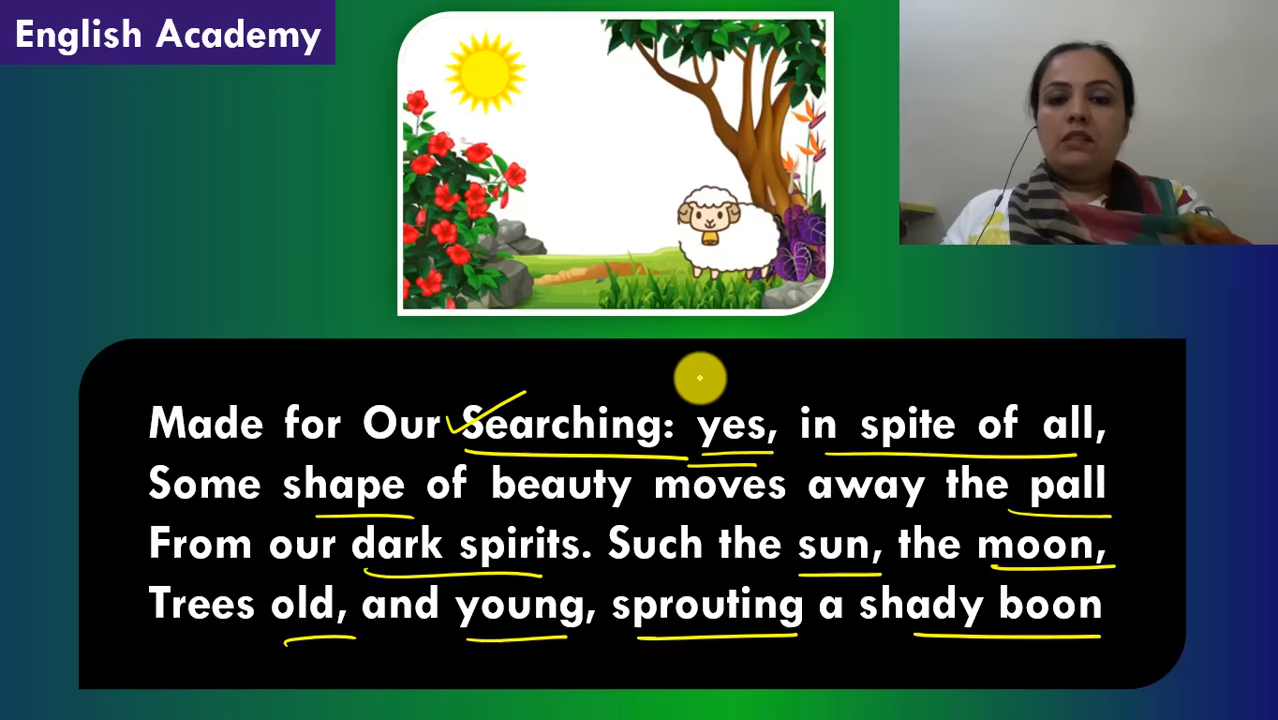 English Academy
Made for Our Searching: yes, in spite of all,
Some shape of beauty moves away the pall
From our dark spirits. Such the sun, the moon,
Trees old, and young, sprouting a shady boon